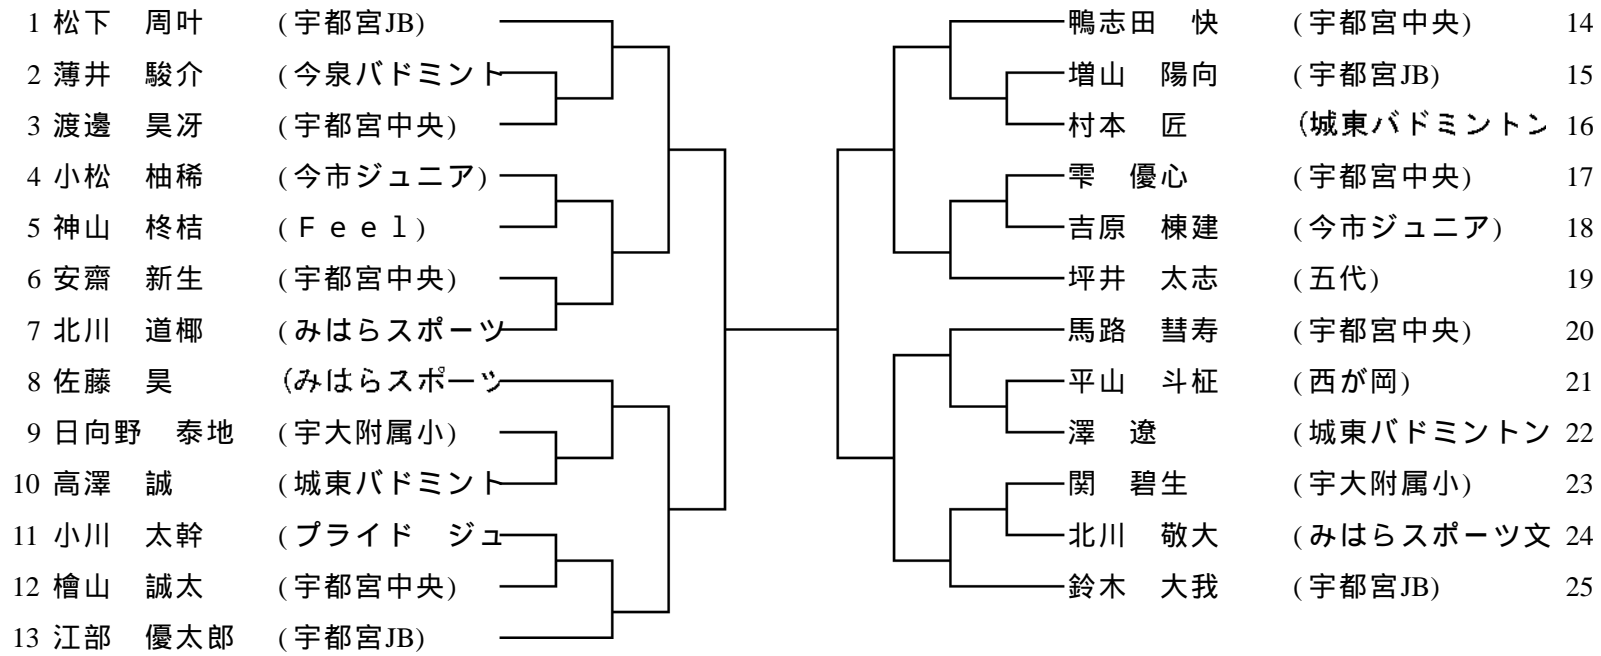 1 松下 周叶 (宇都宮JB)
2 薄井 駿介 (今泉バドミント
3 渡邊 昊冴 (宇都宮中央)
4 小松 柚稀 (今市ジュニア)
5 神山 柊桔 (Ｆｅｅｌ)
6 安齋 新生 (宇都宮中央)
7 北川 道椰 (みはらスポーツ
8 佐藤 昊 (みはらスポーツ
9 日向野 泰地 (宇大附属小)
10 高澤 誠 (城東バドミント
11 小川 太幹 (プライド ジュ
12 檜山 誠太 (宇都宮中央)
13 江部 優太郎 (宇都宮JB)
鴨志田 快 (宇都宮中央) 14
増山 陽向 (宇都宮JB) 15
村本 匠 (城東バドミントン 16
雫 優心 (宇都宮中央) 17
吉原 棟建 (今市ジュニア) 18
坪井 太志 (五代) 19
馬路 彗寿 (宇都宮中央) 20
平山 斗柾 (西が岡) 21
澤 遼 (城東バドミントン 22
関 碧生 (宇大附属小) 23
北川 敬大 (みはらスポーツ文 24
鈴木 大我 (宇都宮JB) 25